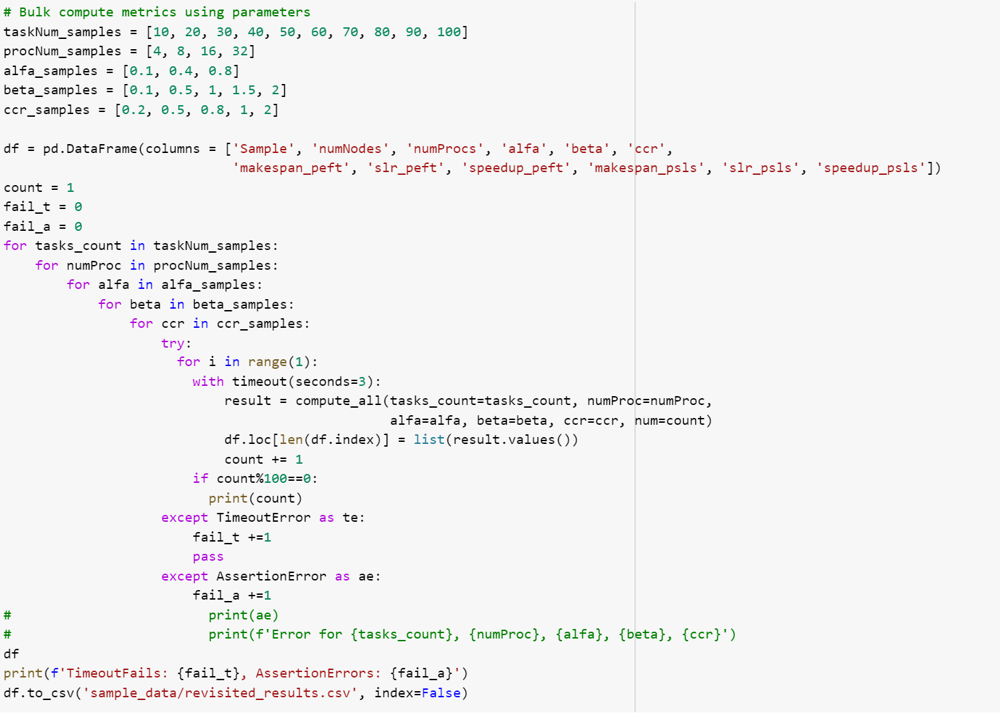 # Bulk compute metrics using parameters
taskNum_samples = [10, 20, 30, 40, 50, 60, 70, 80, 90, 100]
procNum_samples = [4, 8, 16, 32]
alfa_samples = [0.1, 0.4, 0.8]
beta_samples = [0.1, 0.5, 1, 1.5, 2]
ccr_samples = [0.2, 0.5, 0.8, 1, 2]

df = pd.DataFrame(columns = ['Sample', 'numNodes', 'numProcs', 'alfa', 'beta', 'ccr',
                             'makespan_peft', 'slr_peft', 'speedup_peft', 'makespan_psls', 'slr_psls', 'speedup_psls'])
count = 1
fail_t = 0
fail_a = 0
for tasks_count in taskNum_samples:
    for numProc in procNum_samples:
        for alfa in alfa_samples:
            for beta in beta_samples:
                for ccr in ccr_samples:
                    try:
                      for i in range(1):
                        with timeout(seconds=3):
                            result = compute_all(tasks_count=tasks_count, numProc=numProc,
                                                 alfa=alfa, beta=beta, ccr=ccr, num=count)
                            df.loc[len(df.index)] = list(result.values())
                            count += 1
                        if count%100==0:
                          print(count)
                    except TimeoutError as te:
                        fail_t +=1
                        pass
                    except AssertionError as ae:
                        fail_a +=1
#                         print(ae)
#                         print(f'Error for {tasks_count}, {numProc}, {alfa}, {beta}, {ccr}')
df
print(f'TimeoutFails: {fail_t}, AssertionErrors: {fail_a}')
df.to_csv('sample_data/revisited_results.csv', index=False)